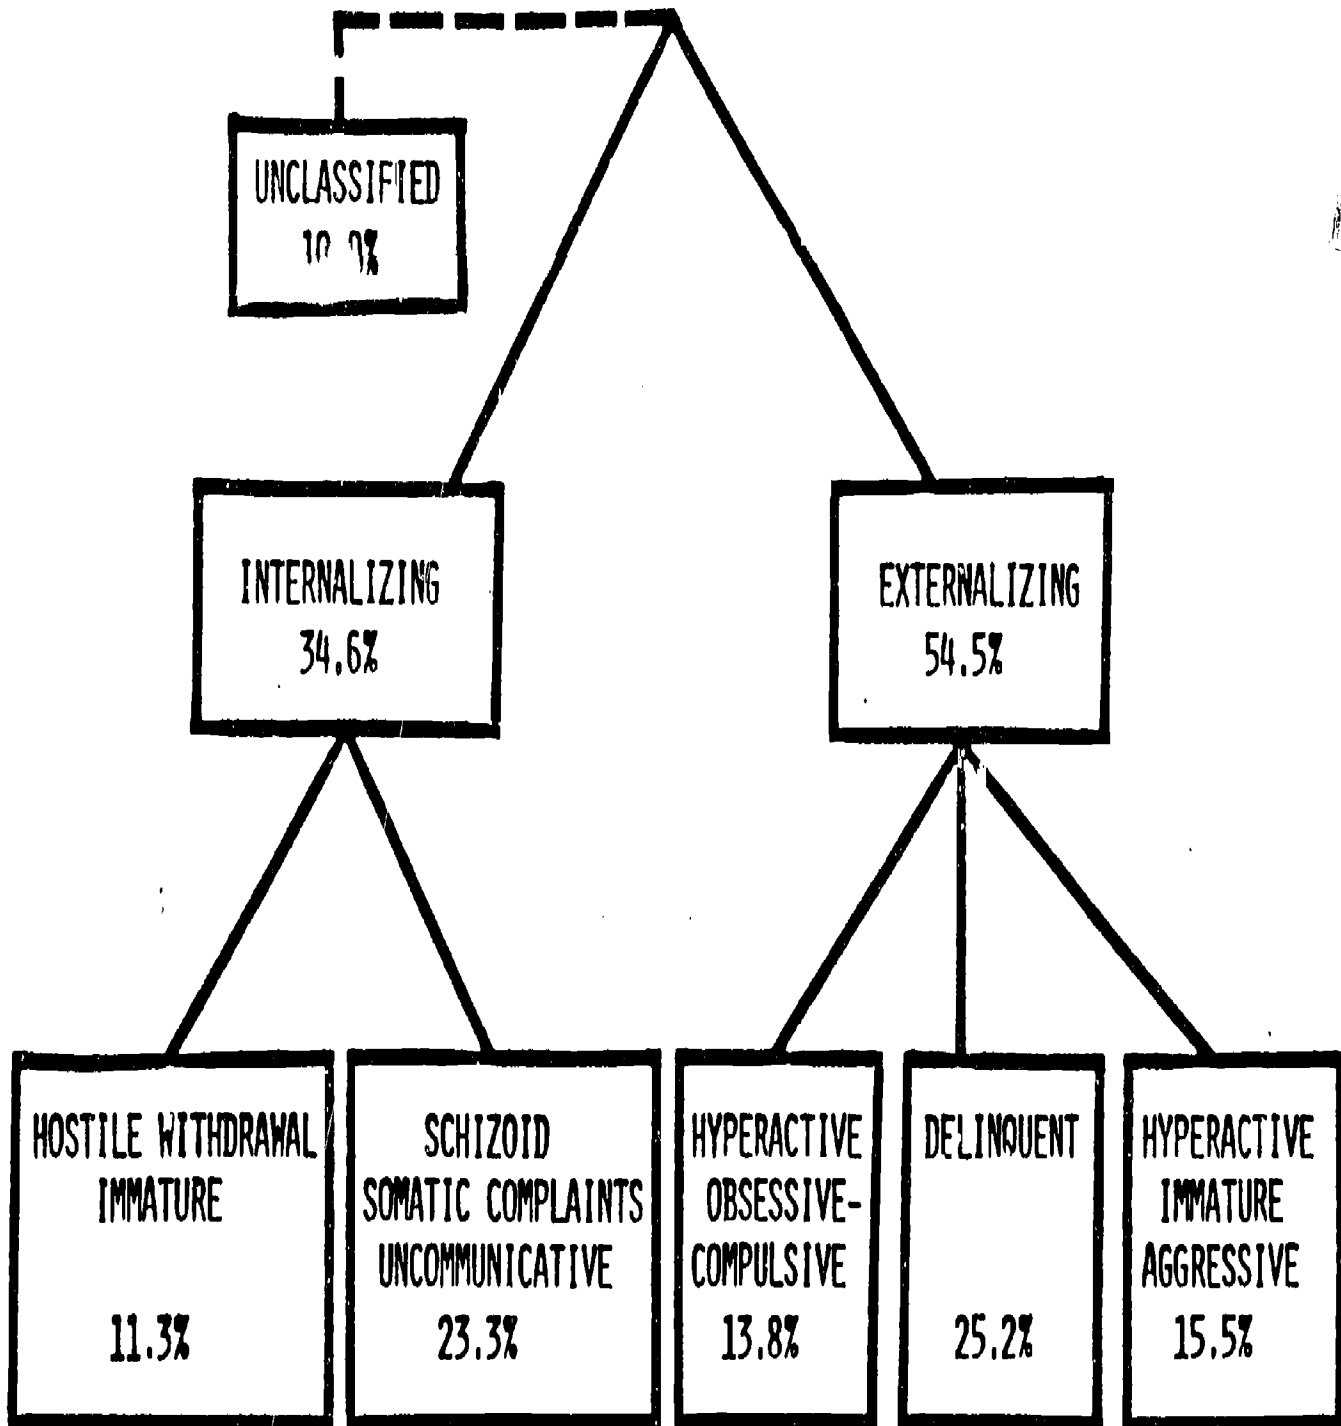 UNCLASSIFIED
INTERNALIZING
34.6%
EXTERNALIZING
54.5%
HOSTILE WITHDRAWAL
IMMATURE
11.3%
SCHIZOID
SOMATIC COMPLAINTS
UNCOMMUNICATIVE
23.3%
HYPERACTIVE
OBSESSIVE-
COMPULSIVE
13.8%
DELINQUENT
25.2%
HYPERACTIVE
IMMATURE
AGGRESSIVE
15.5%